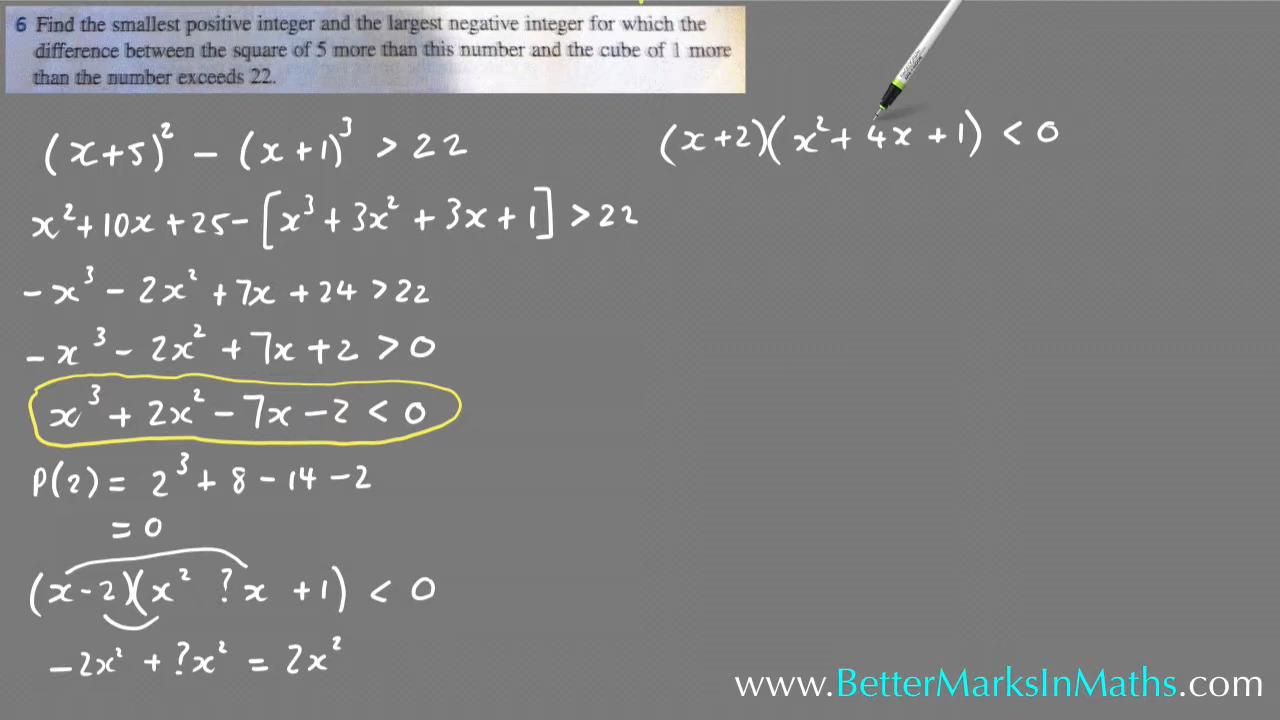 6 Find the smallest positive integer and the largest negative integer for which the
difference between the square of 5 more than this number and the cube of 1 more
than the number exceeds 22.
(x+5)² − (x+1)³ > 22
x²+10x+25−[x³+3x²+3x+1] > 22
−x³−2x²+7x+24 > 22
−x³−2x²+7x+2 > 0
x³+2x²−7x−2 < 0
P(2) = 2³+8−14−2
= 0
(x−2)(x² ?x +1) < 0
−2x² + ?x² = 2x²
(x+2)(x²+4x+1) < 0
www.BetterMarksInMaths.com